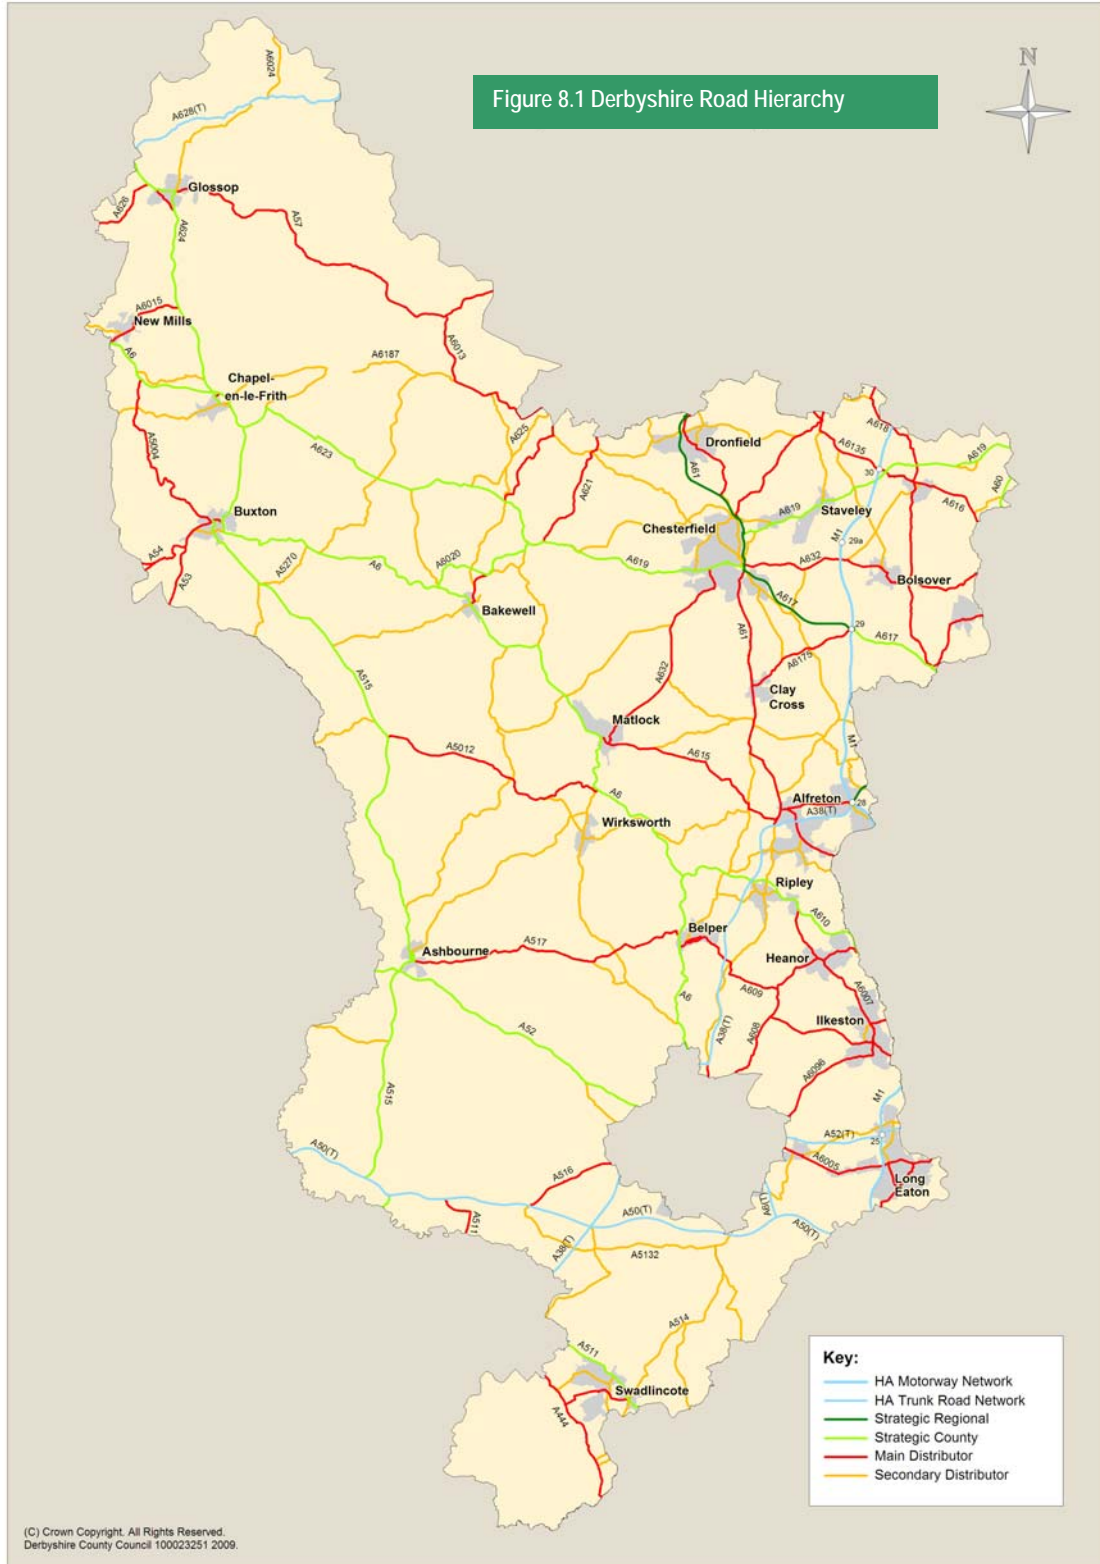 Figure 8.1 Derbyshire Road Hierarchy
N
A6024
A628(T)
Glossop
A626
A57
A624
A6015
New Mills
A6
A6013
A6187
Chapel-
en-le-Frith
A623
A625
A5004
A621
Dronfield
A61
A618
A6135
A619
30
A60
A616
Buxton
Staveley
A619
Chesterfield
M1
29a
A54
A53
A5270
A6
A6020
A619
A632
Bolsover
Bakewell
A617
29
A617
A61
A6175
A632
Clay
Cross
A515
Matlock
A5012
A615
M1
A6
Alfreton
A38(T)
28
Wirksworth
Ripley
A610
Belper
Ashbourne
A517
Heanor
A609
A6007
A6
Ilkeston
A38(T)
A608
A52
A6096
A515
M1
A52(T)
25
A6005
A50(T)
A516
Long
Eaton
A6(T)
A511
A50(T)
A50(T)
A38(T)
A5132
A514
A511
Swadlincote
A444
Key:
HA Motorway Network
HA Trunk Road Network
Strategic Regional
Strategic County
Main Distributor
Secondary Distributor
(C) Crown Copyright. All Rights Reserved.
Derbyshire County Council 100023251 2009.